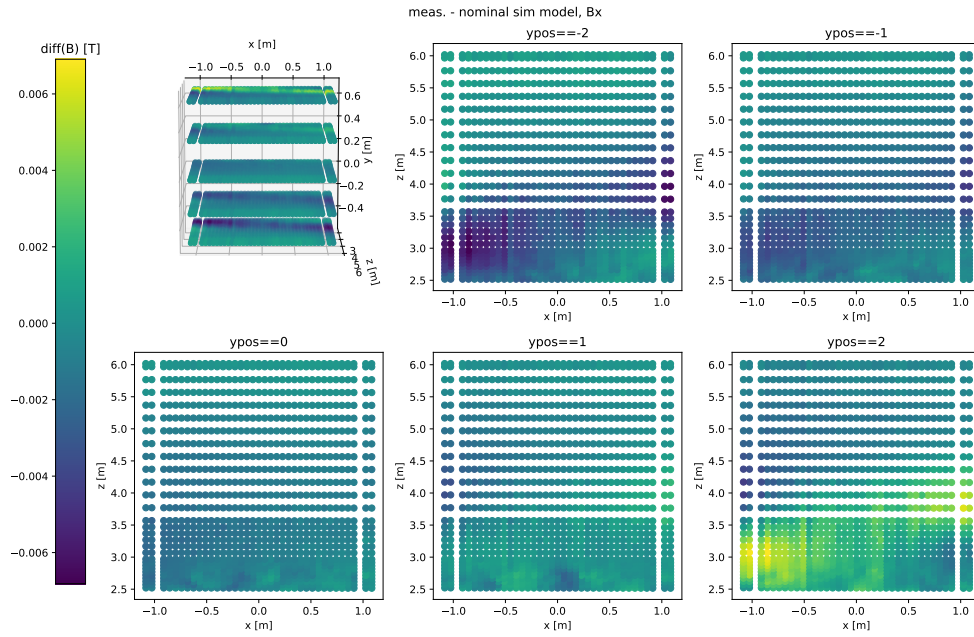 meas. - nominal sim model, Bx
diff(B) [T]
0.006
0.004
0.002
0.000
−0.002
−0.004
−0.006
x [m]
−1.0 −0.5 0.0 0.5 1.0
0.6
0.4
0.2
0.0
−0.2
−0.4
y [m]
3
4
5
6
z [m]
ypos==-2
6.0
5.5
5.0
4.5
4.0
3.5
3.0
2.5
z [m]
−1.0 −0.5 0.0 0.5 1.0
x [m]
ypos==-1
6.0
5.5
5.0
4.5
4.0
3.5
3.0
2.5
z [m]
−1.0 −0.5 0.0 0.5 1.0
x [m]
ypos==0
6.0
5.5
5.0
4.5
4.0
3.5
3.0
2.5
z [m]
−1.0 −0.5 0.0 0.5 1.0
x [m]
ypos==1
6.0
5.5
5.0
4.5
4.0
3.5
3.0
2.5
z [m]
−1.0 −0.5 0.0 0.5 1.0
x [m]
ypos==2
6.0
5.5
5.0
4.5
4.0
3.5
3.0
2.5
z [m]
−1.0 −0.5 0.0 0.5 1.0
x [m]